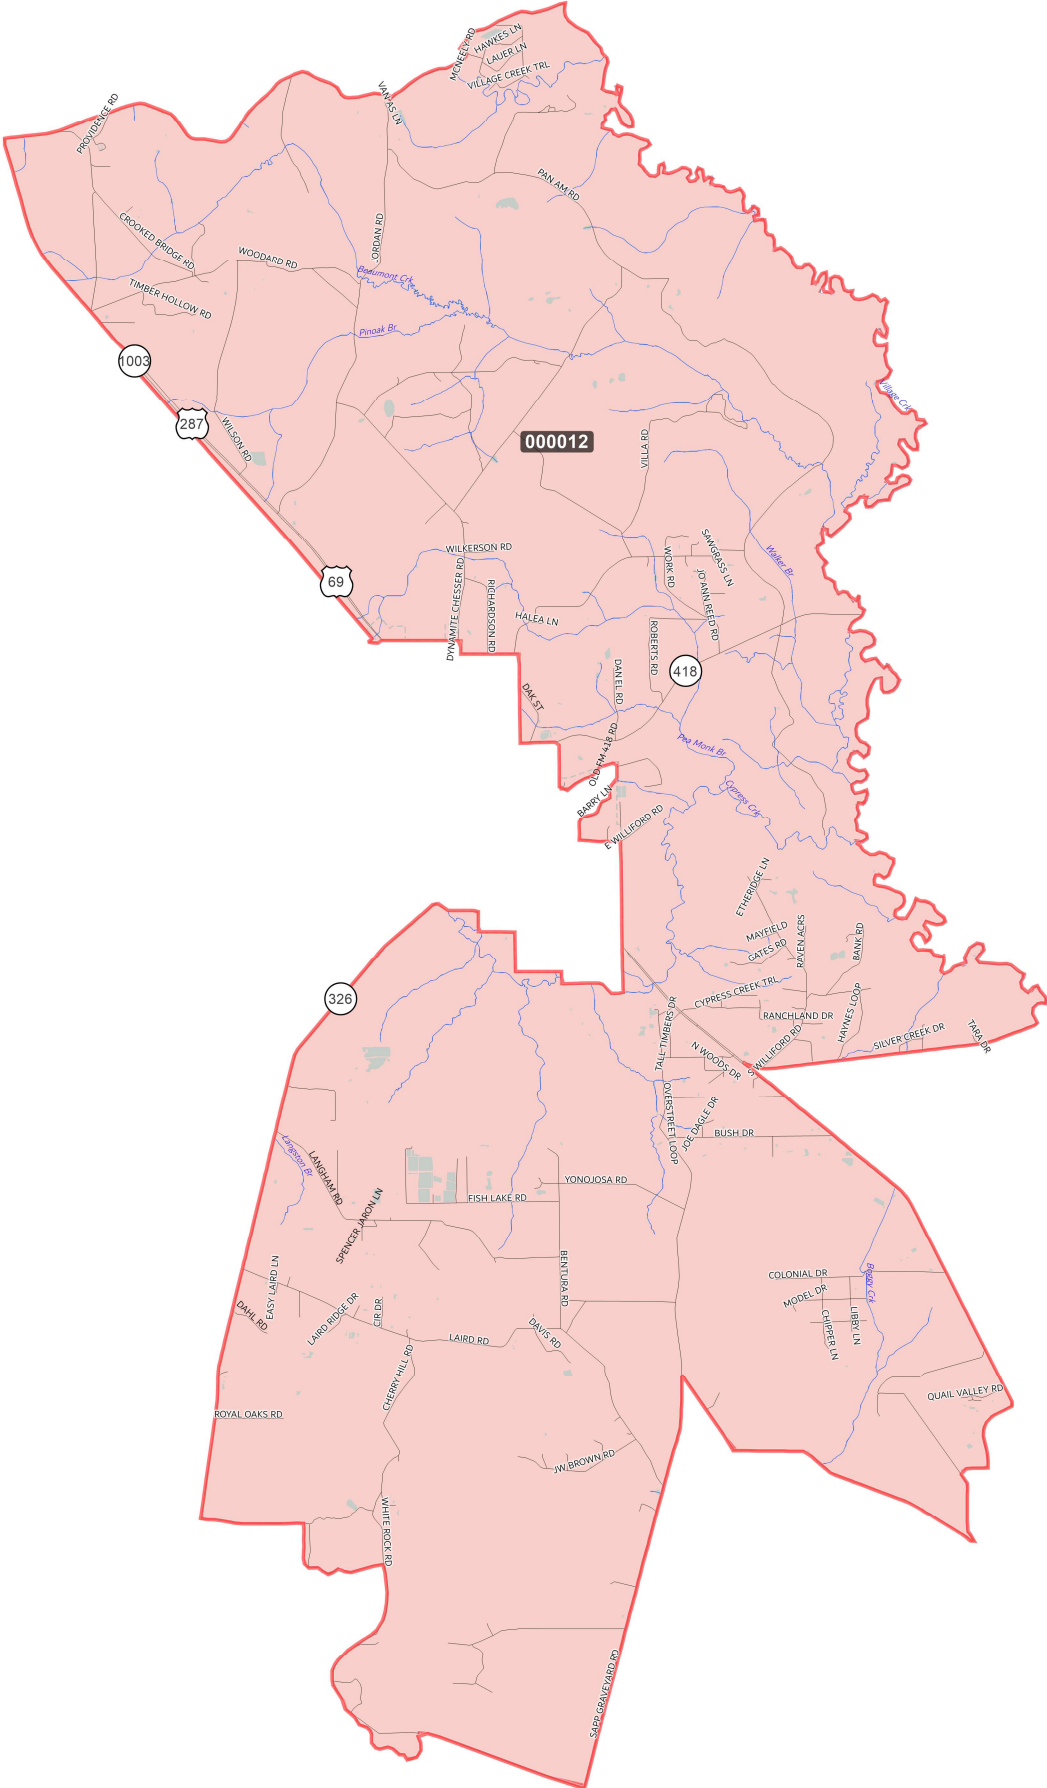 MCNEELY RD
HAWKES LN
LAUER LN
VILLAGE CREEK TRL
VAN AS LN
PROVIDENCE RD
PAN AM RD
CROOKED BRIDGE RD
JORDAN RD
WOODARD RD
Beaumont Crk
TIMBER HOLLOW RD
Pinoak Br
1003
Village Crk
287
WILSON RD
000012
VILLA RD
WILKERSON RD
SAWGRASS LN
WORK RD
Walker Br
69
JO ANN REED RD
DYNAMITE CHESSER RD
RICHARDSON RD
HALEA LN
ROBERTS RD
418
DAN EL RD
OAK ST
OLD FM 418 RD
Pea Monk Br
Cypress Crk
BARRY LN
E WILLIFORD RD
ETHERIDGE LN
MAYFIELD
GATES RD
RAVEN ACRS
BANK RD
326
CYPRESS CREEK TRL
RANCHLAND DR
HAYNES LOOP
TALL TIMBERS DR
SILVER CREEK DR
TARA DR
N WOODS DR
S WILLIFORD RD
OVERSTREET LOOP
JOE DAGLE DR
BUSH DR
Langston Br
LANGHAM RD
SPENCER JARON LN
YONOJOSA RD
FISH LAKE RD
BENTURA RD
COLONIAL DR
Boggy Crk
MODEL DR
LIBBY LN
CHIPPER LN
EASY LAIRD LN
DAHL RD
LAIRD RIDGE DR
CIR DR
LAIRD RD
DAVIS RD
CHERRY HILL RD
QUAIL VALLEY RD
ROYAL OAKS RD
JW BROWN RD
WHITE ROCK RD
SAPP GRAVEYARD RD